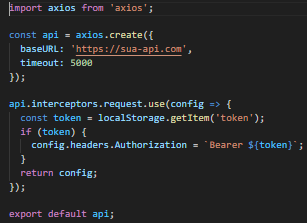 import axios from 'axios';
const api = axios.create({
  baseURL: 'https://sua-api.com',
  timeout: 5000
});
api.interceptors.request.use(config => {
  const token = localStorage.getItem('token');
  if (token) {
    config.headers.Authorization = `Bearer ${token}`;
  }
  return config;
});
export default api;